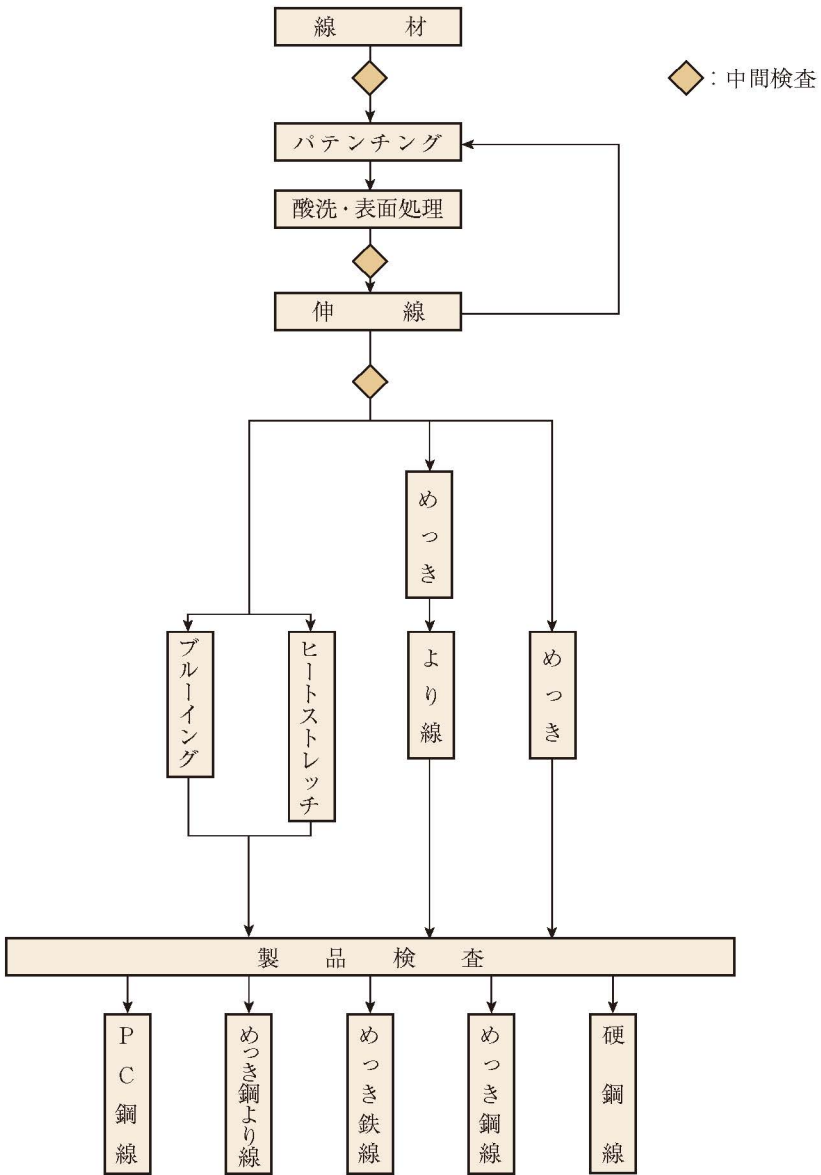 線材
：中間検査
パテンチング
酸洗・表面処理
伸線
めっき
ブルーイング
ヒートストレッチ
より線
めっき
製品検査
PC鋼線
めっき鋼より線
めっき鉄線
めっき鋼線
硬鋼線